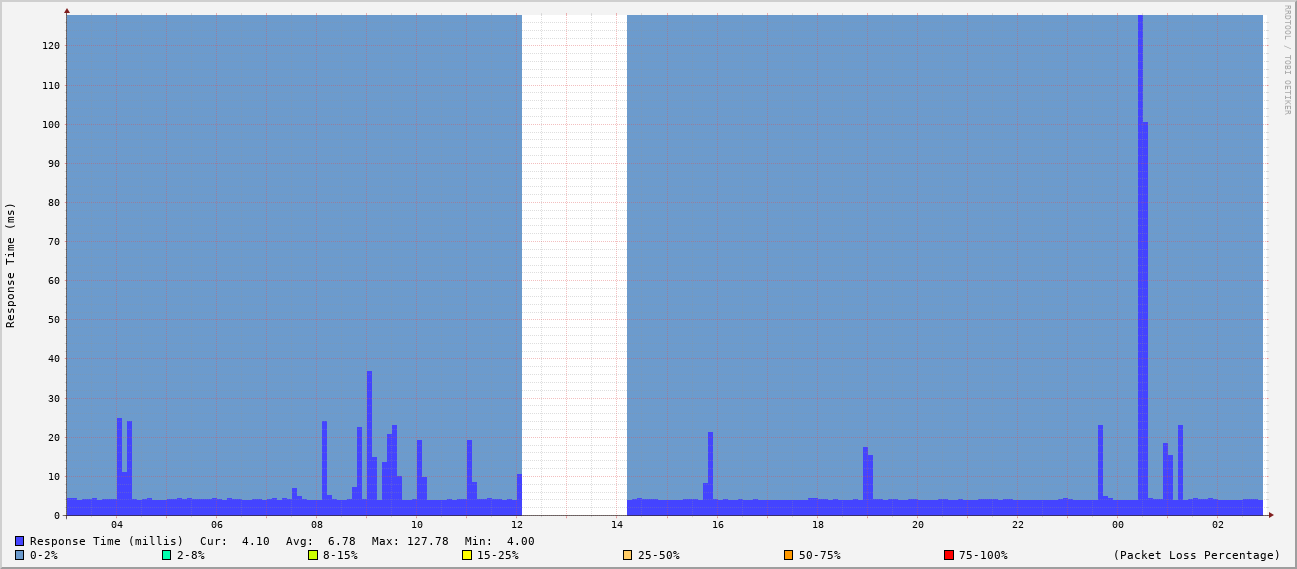 RRDTOOL / TOBI OETIKER
Response Time (ms)
120
110
100
90
80
70
60
50
40
30
20
10
0
04 06 08 10 12 14 16 18 20 22 00 02
Response Time (millis) Cur: 4.10 Avg: 6.78 Max: 127.78 Min: 4.00
0-2% 2-8% 8-15% 15-25% 25-50% 50-75% 75-100% (Packet Loss Percentage)